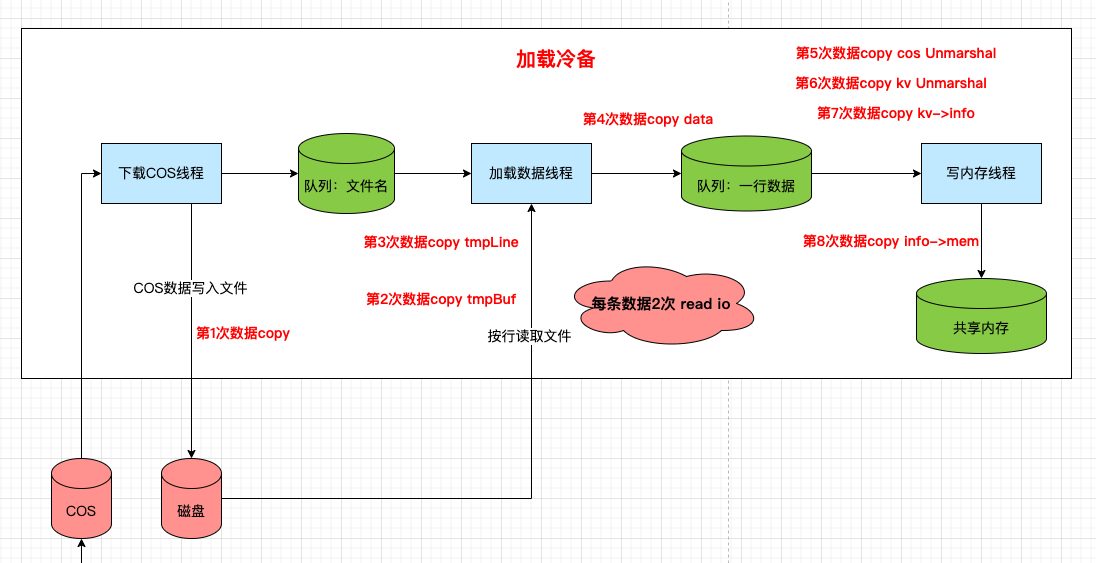 加载冷备
第5次数据copy cos Unmarshal
第6次数据copy kv Unmarshal
第7次数据copy kv->info
第4次数据copy data
下载COS线程
队列：文件名
加载数据线程
队列：一行数据
写内存线程
第3次数据copy tmpLine
第8次数据copy info->mem
COS数据写入文件
第2次数据copy tmpBuf
每条数据2次 read io
第1次数据copy
按行读取文件
共享内存
COS
磁盘